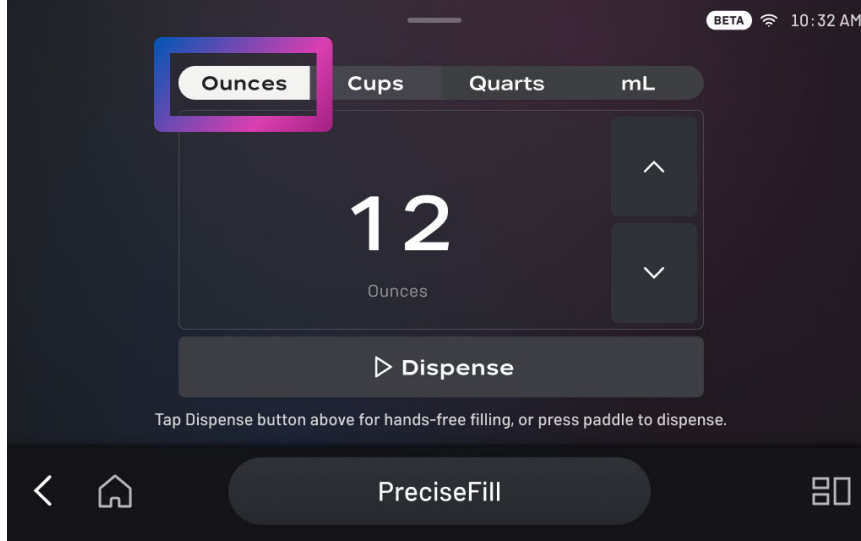 BETA 10:32 AM
Ounces Cups Quarts mL
12
Ounces
Dispense
Tap Dispense button above for hands-free filling, or press paddle to dispense.
PreciseFill